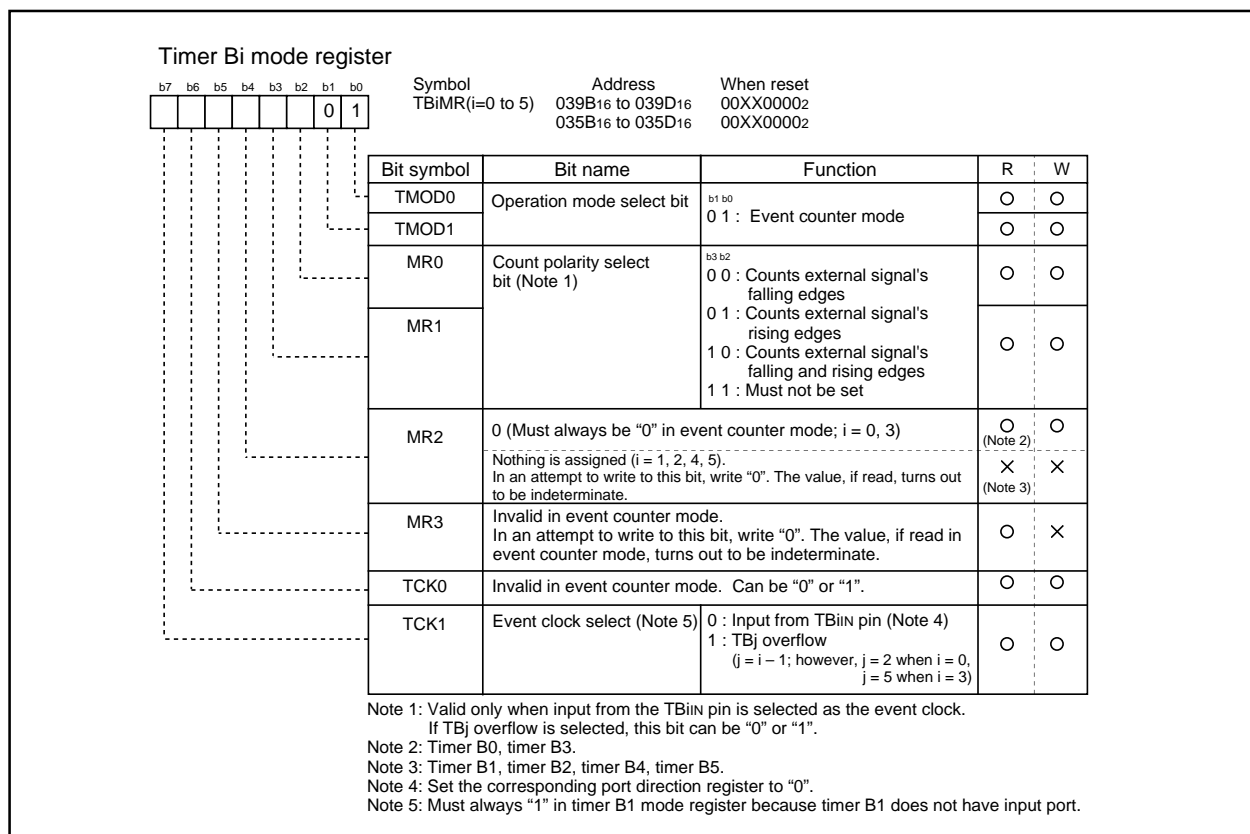 Timer Bi mode register
b7 b6 b5 b4 b3 b2 b1 b0
0 1
Symbol Address When reset
TBiMR(i=0 to 5) 039B16 to 039D16 00XX00002
035B16 to 035D16 00XX00002
Bit symbol Bit name Function R W
TMOD0 Operation mode select bit b1 b0
0 1 : Event counter mode
TMOD1
MR0 Count polarity select
bit (Note 1)
b3 b2
0 0 : Counts external signal's
falling edges
0 1 : Counts external signal's
rising edges
MR1
1 0 : Counts external signal's
falling and rising edges
1 1 : Must not be set
MR2 0 (Must always be “0” in event counter mode; i = 0, 3)
(Note 2)
Nothing is assigned (i = 1, 2, 4, 5).
In an attempt to write to this bit, write “0”. The value, if read, turns out
to be indeterminate.
(Note 3)
MR3 Invalid in event counter mode.
In an attempt to write to this bit, write “0”. The value, if read in
event counter mode, turns out to be indeterminate.
TCK0 Invalid in event counter mode. Can be “0” or “1”.
TCK1 Event clock select (Note 5) 0 : Input from TBiIN pin (Note 4)
1 : TBj overflow
(j = i – 1; however, j = 2 when i = 0,
j = 5 when i = 3)
Note 1: Valid only when input from the TBiIN pin is selected as the event clock.
If TBj overflow is selected, this bit can be “0” or “1”.
Note 2: Timer B0, timer B3.
Note 3: Timer B1, timer B2, timer B4, timer B5.
Note 4: Set the corresponding port direction register to “0”.
Note 5: Must always “1” in timer B1 mode register because timer B1 does not have input port.